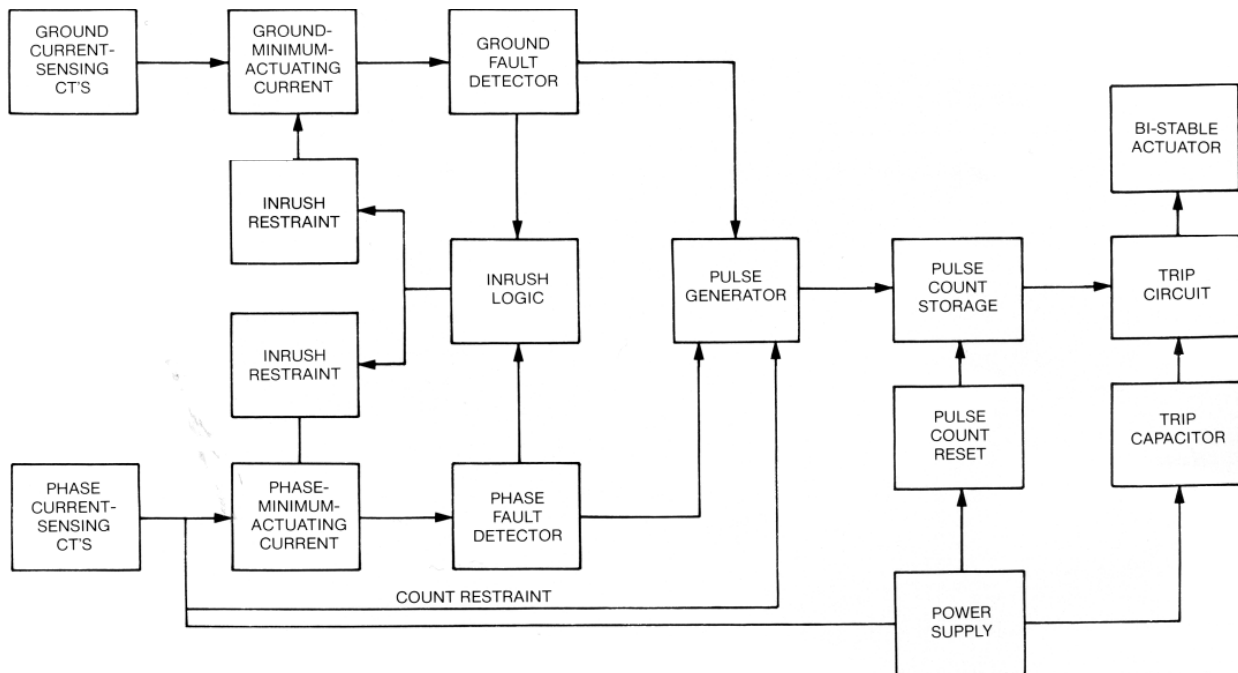 GROUND
CURRENT-
SENSING
CT'S
GROUND-
MINIMUM-
ACTUATING
CURRENT
GROUND
FAULT
DETECTOR
BI-STABLE
ACTUATOR
INRUSH
RESTRAINT
INRUSH
LOGIC
PULSE
GENERATOR
PULSE
COUNT
STORAGE
TRIP
CIRCUIT
INRUSH
RESTRAINT
PULSE
COUNT
RESET
TRIP
CAPACITOR
PHASE
CURRENT-
SENSING
CT'S
PHASE-
MINIMUM-
ACTUATING
CURRENT
PHASE
FAULT
DETECTOR
COUNT RESTRAINT
POWER
SUPPLY